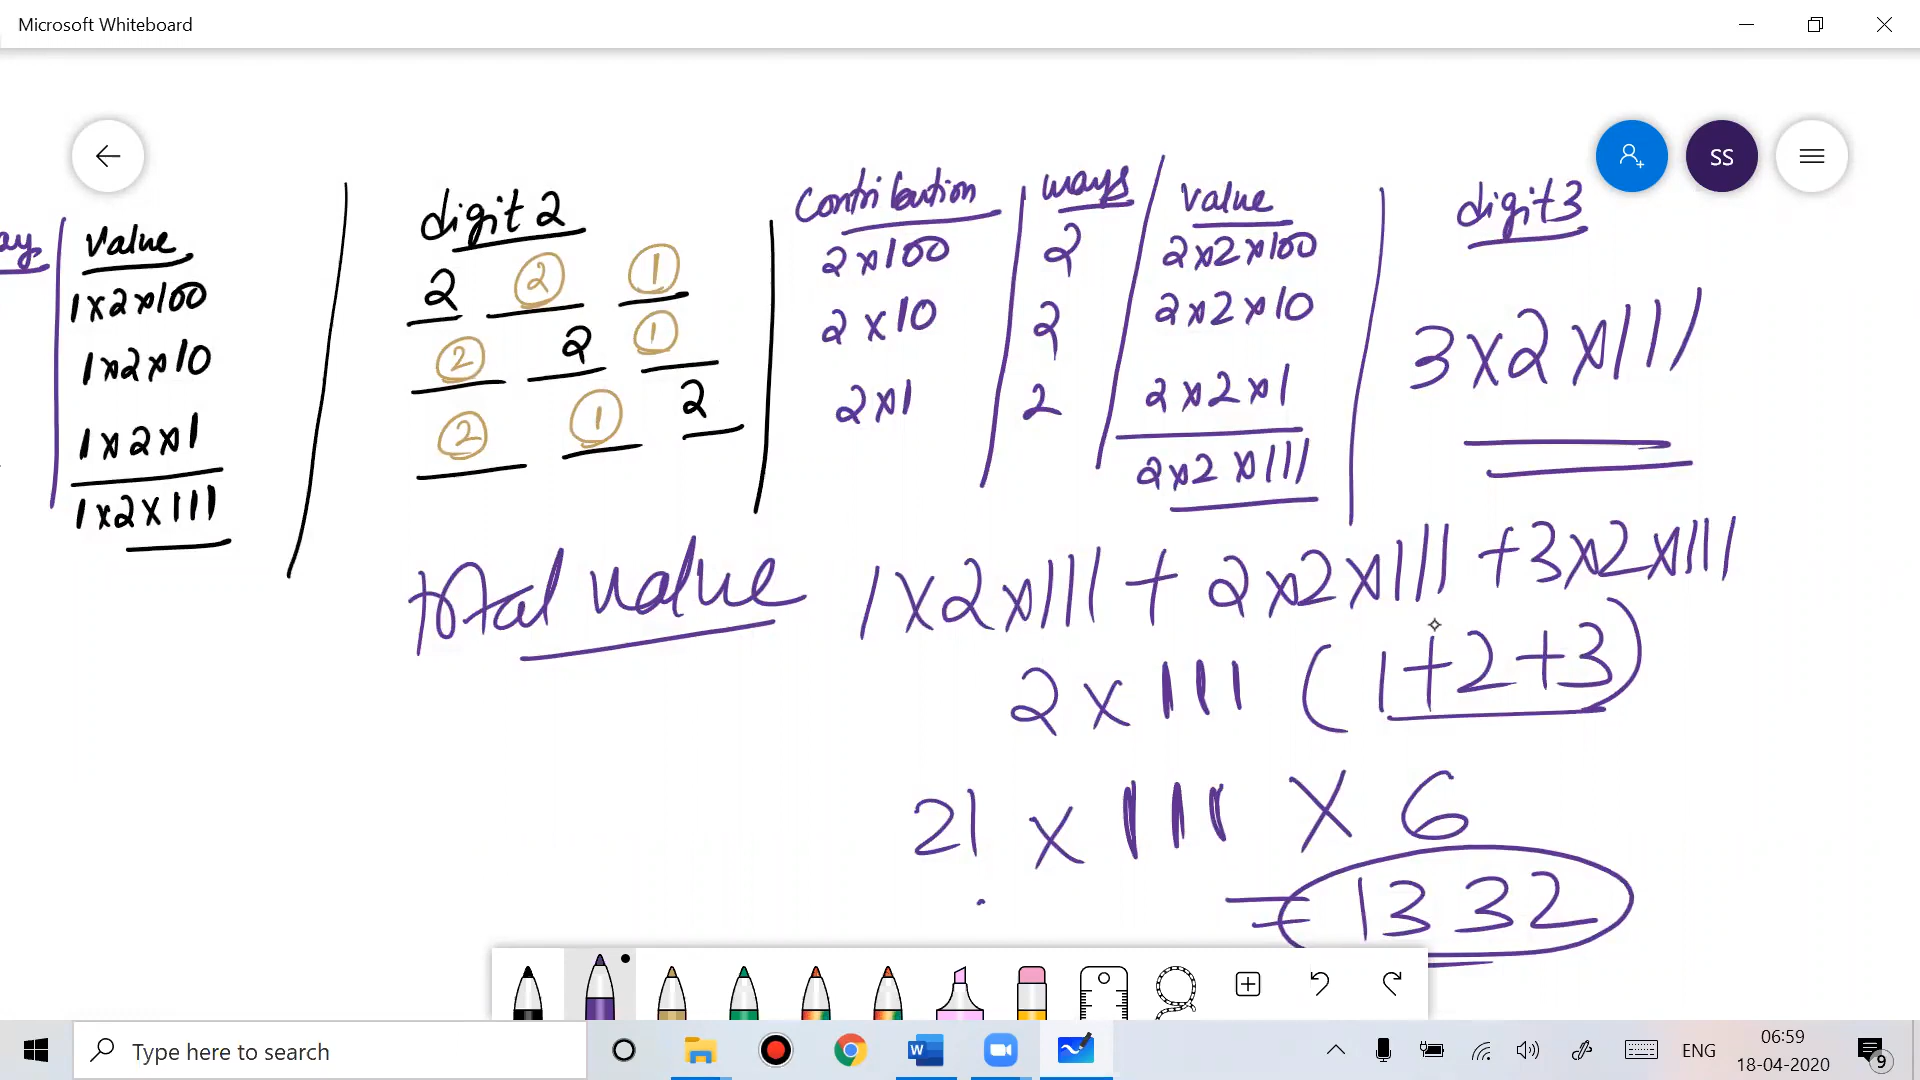 Microsoft Whiteboard
SS
ay
value
1x2x100
1x2x10
1x2x1
1x2x111
digit 2
2 ② ①
② 2 ①
② ① 2
Contribution
2x100
2x10
2x1
ways
2
2
2
value
2x2x100
2x2x10
2x2x1
2x2x111
digit 3
3x2x111
total value 1x2x111 + 2x2x111 + 3x2x111
2 x 111 (1+2+3)
2! x 111 x 6
= 1332
Type here to search
W
ENG
06:59
18-04-2020
9